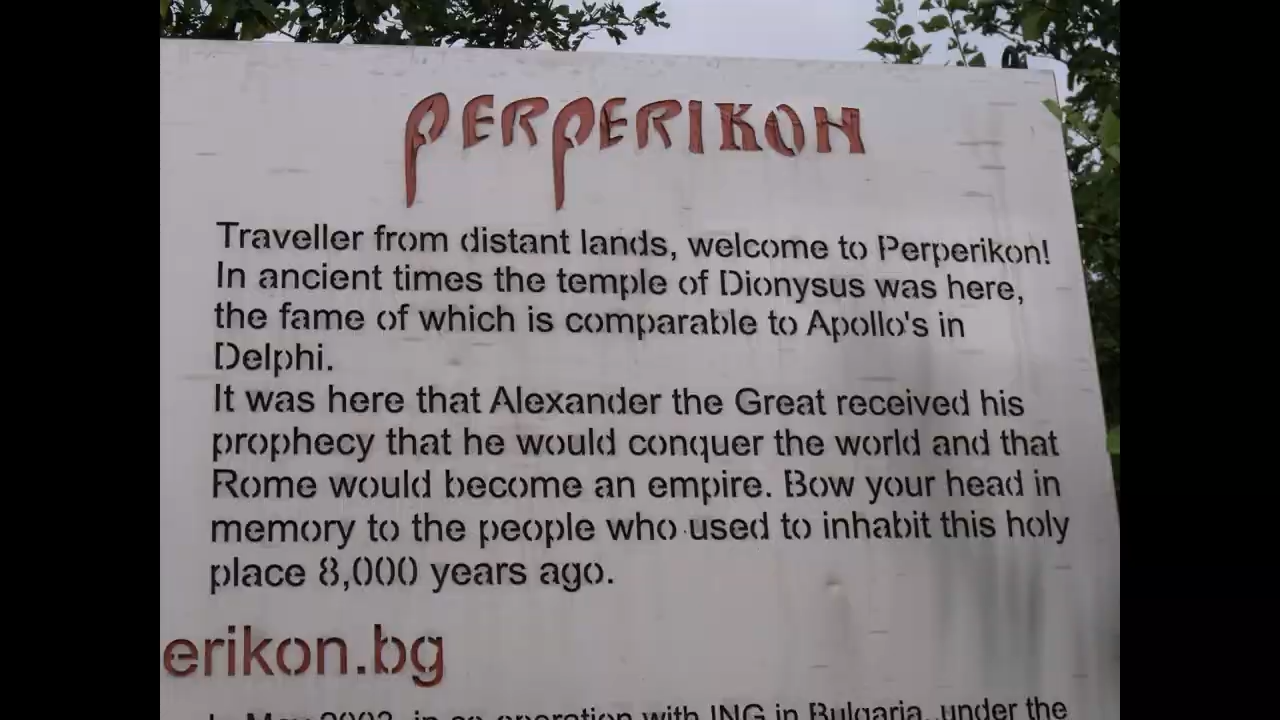 PERPERIKON
Traveller from distant lands, welcome to Perperikon!
In ancient times the temple of Dionysus was here,
the fame of which is comparable to Apollo's in
Delphi.
It was here that Alexander the Great received his
prophecy that he would conquer the world and that
Rome would become an empire. Bow your head in
memory to the people who used to inhabit this holy
place 8,000 years ago.
erikon.bg
in co-operation with ING in Bulgaria, under the